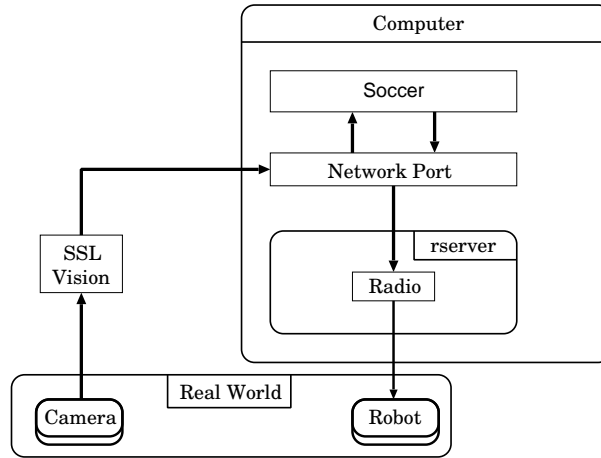 Computer
Soccer
Network Port
SSL
Vision
rserver
Radio
Real World
Camera
Robot